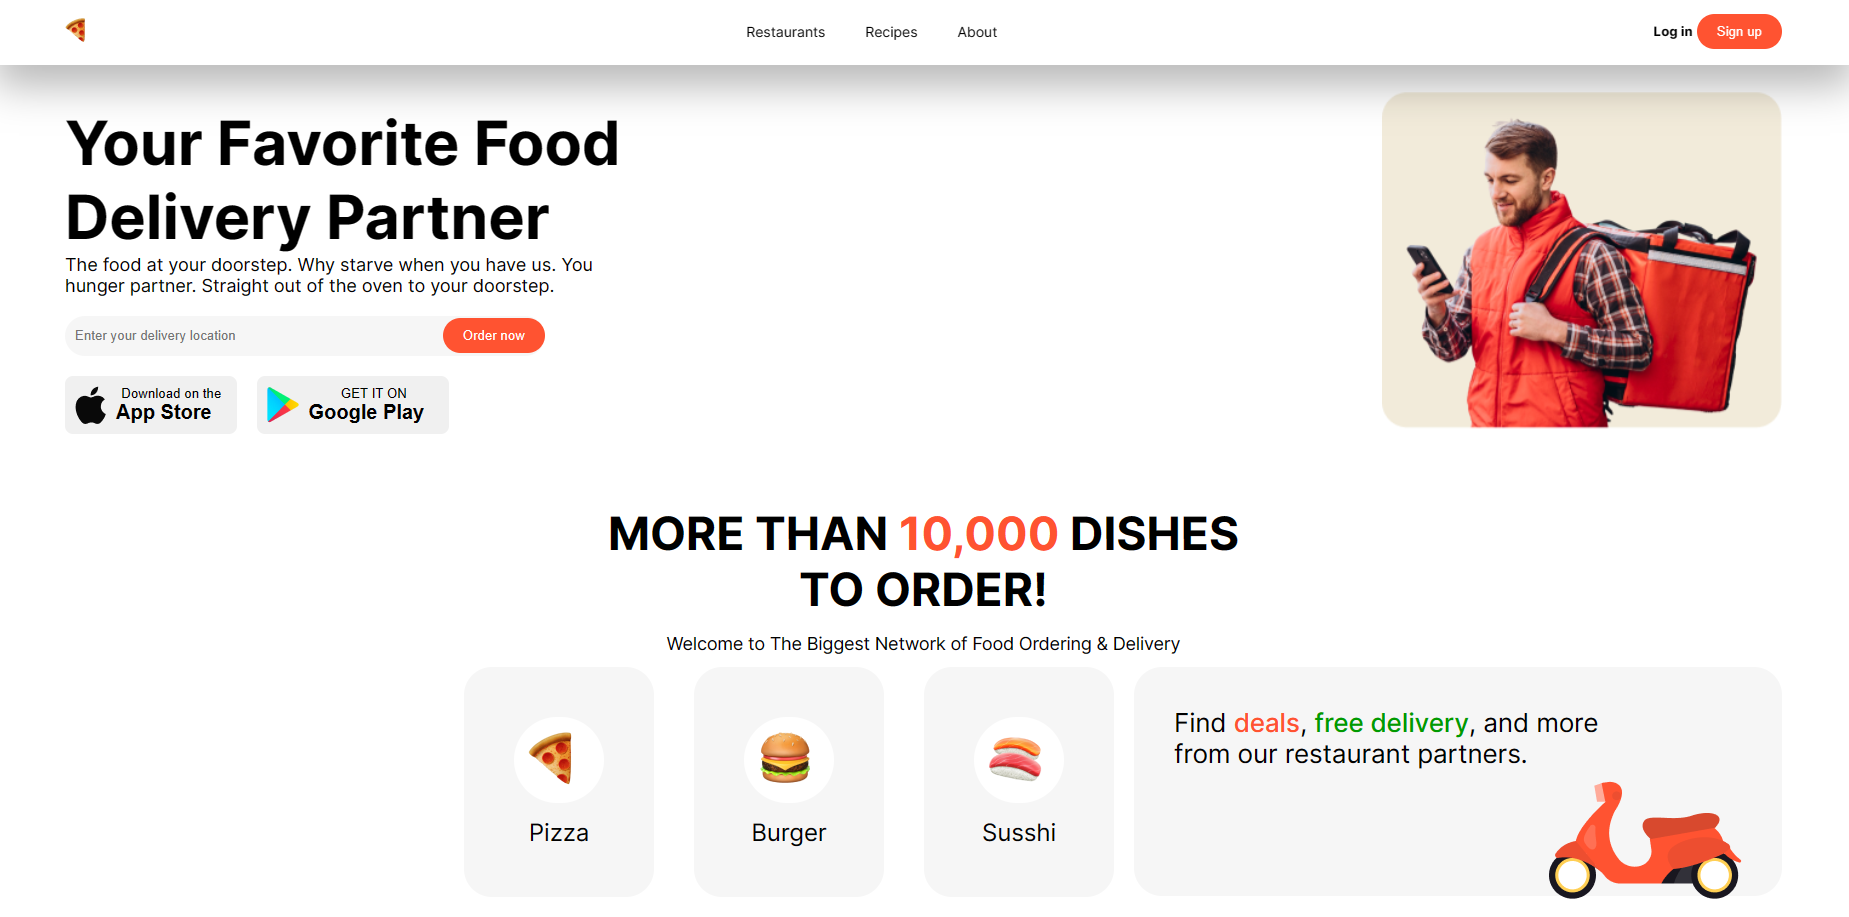 Restaurants
Recipes
About
Log in
Sign up
Your Favorite Food
Delivery Partner
The food at your doorstep. Why starve when you have us. You
hunger partner. Straight out of the oven to your doorstep.
Enter your delivery location
Order now
Download on the
App Store
GET IT ON
Google Play
MORE THAN 10,000 DISHES
TO ORDER!
Welcome to The Biggest Network of Food Ordering & Delivery
Pizza
Burger
Susshi
Find deals, free delivery, and more
from our restaurant partners.